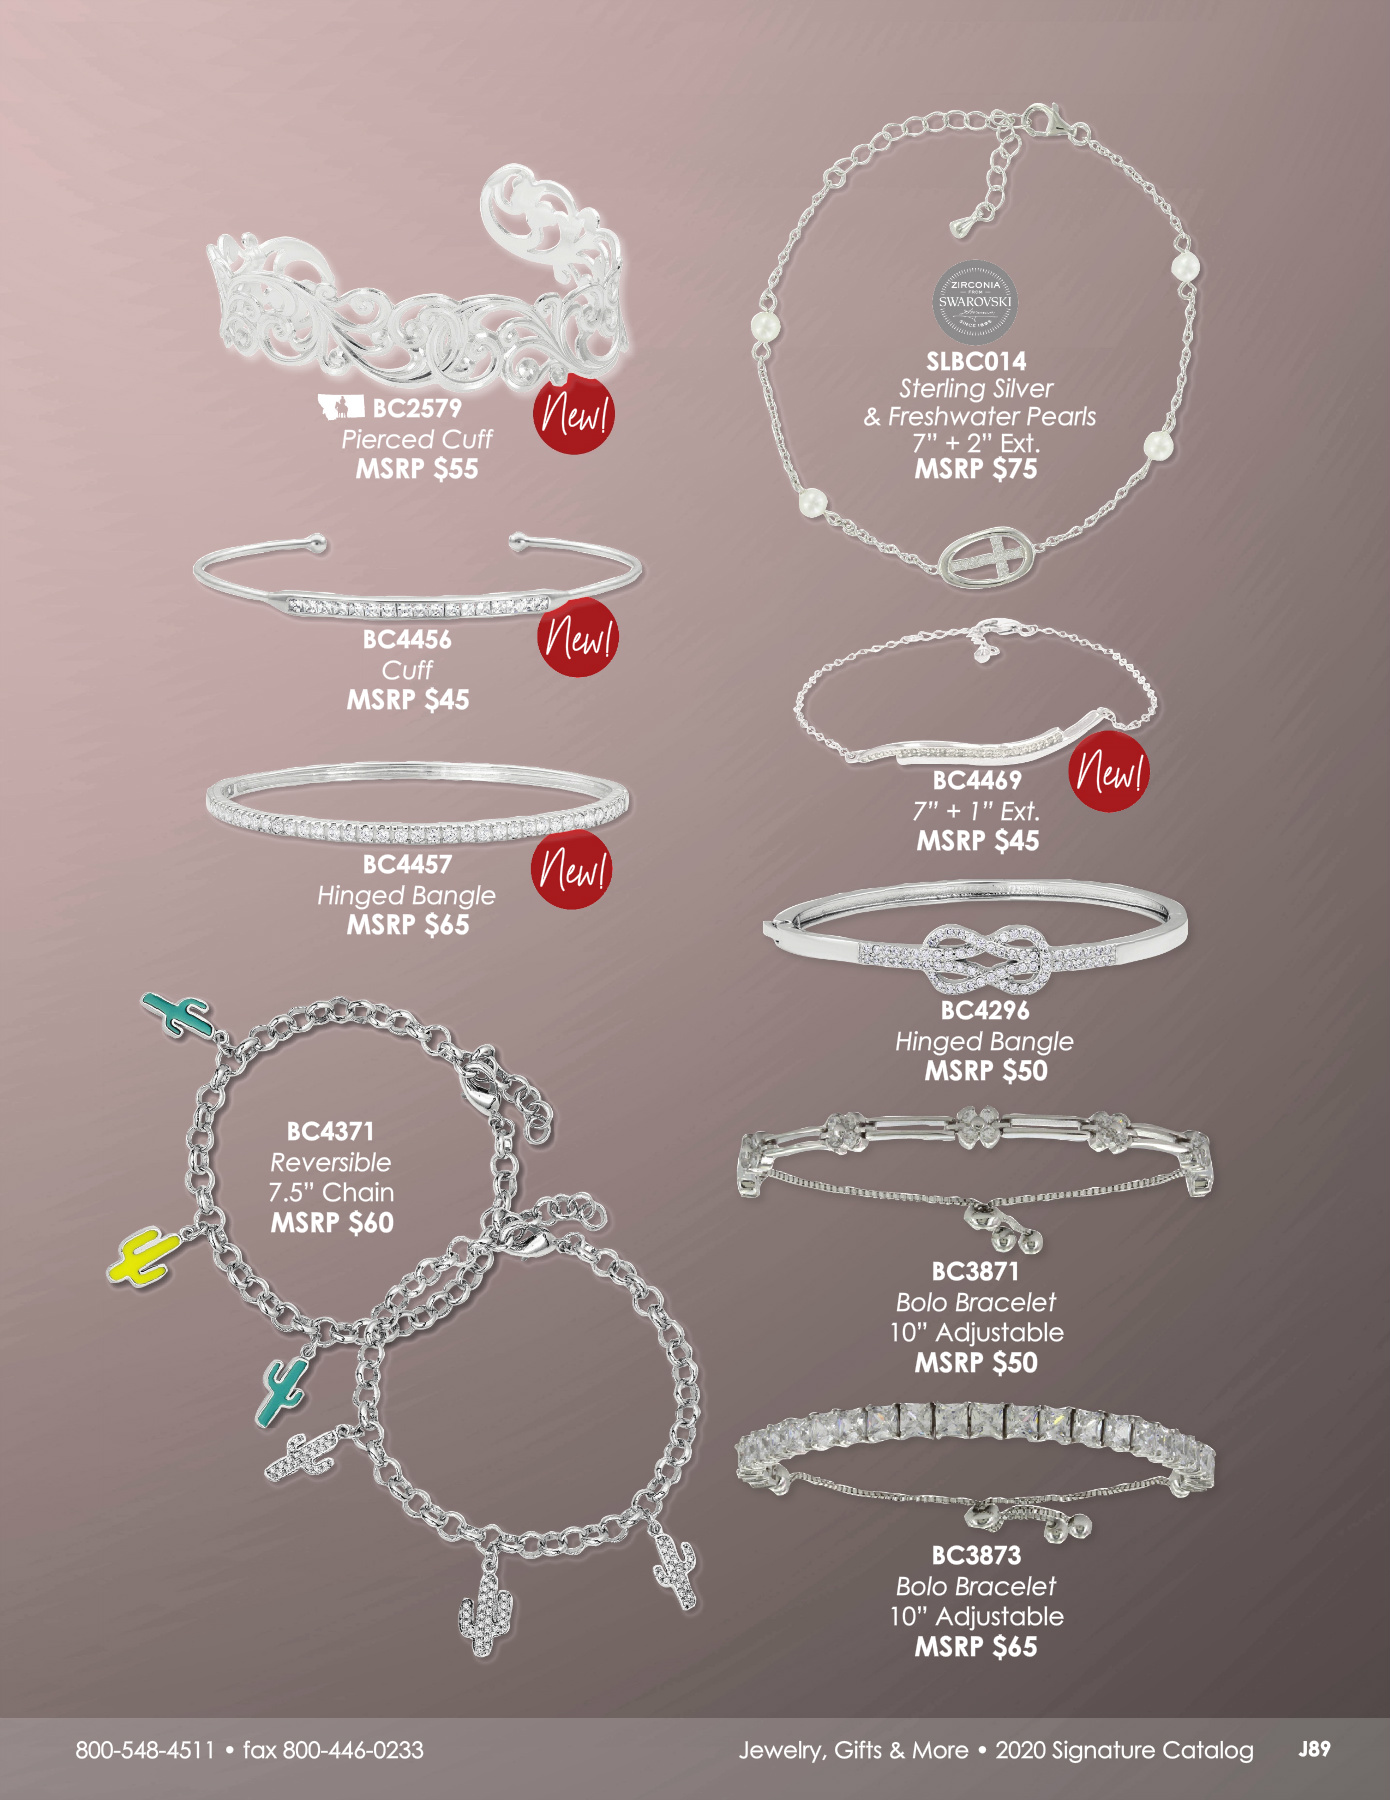 BC2579
Pierced Cuff
MSRP $55
New!
BC4456
Cuff
MSRP $45
New!
BC4457
Hinged Bangle
MSRP $65
New!
BC4371
Reversible
7.5” Chain
MSRP $60
ZIRCONIA
FROM
SWAROVSKI
SINCE 1895
SLBC014
Sterling Silver
& Freshwater Pearls
7” + 2” Ext.
MSRP $75
BC4469
7” + 1” Ext.
MSRP $45
New!
BC4296
Hinged Bangle
MSRP $50
BC3871
Bolo Bracelet
10” Adjustable
MSRP $50
BC3873
Bolo Bracelet
10” Adjustable
MSRP $65
800-548-4511 • fax 800-446-0233
Jewelry, Gifts & More • 2020 Signature Catalog J89